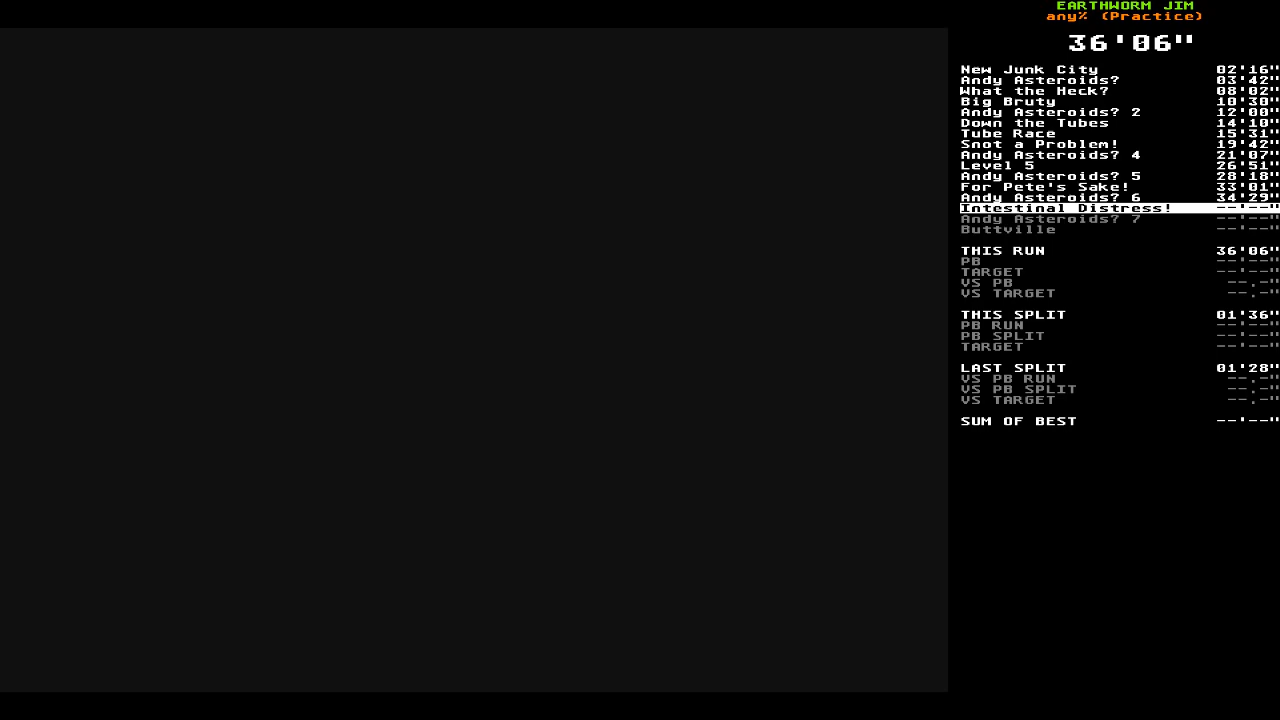 EARTHWORM JIM
any% (Practice)
36'06"
New Junk City 02'16"
Andy Asteroids? 03'42"
What the Heck? 08'02"
Big Bruty 10'30"
Andy Asteroids? 2 12'00"
Down the Tubes 14'10"
Tube Race 15'31"
Snot a Problem! 19'42"
Andy Asteroids? 4 21'07"
Level 5 26'51"
Andy Asteroids? 5 28'18"
For Pete's Sake! 33'01"
Andy Asteroids? 6 34'29"
Intestinal Distress! --'--"
Andy Asteroids? 7 --'--"
Buttville --'--"
THIS RUN 36'06"
PB --'--"
TARGET --'--"
VS PB --.-"
VS TARGET --.-"
THIS SPLIT 01'36"
PB RUN --'--"
PB SPLIT --'--"
TARGET --'--"
LAST SPLIT 01'28"
VS PB RUN --.-"
VS PB SPLIT --.-"
VS TARGET --.-"
SUM OF BEST --'--"